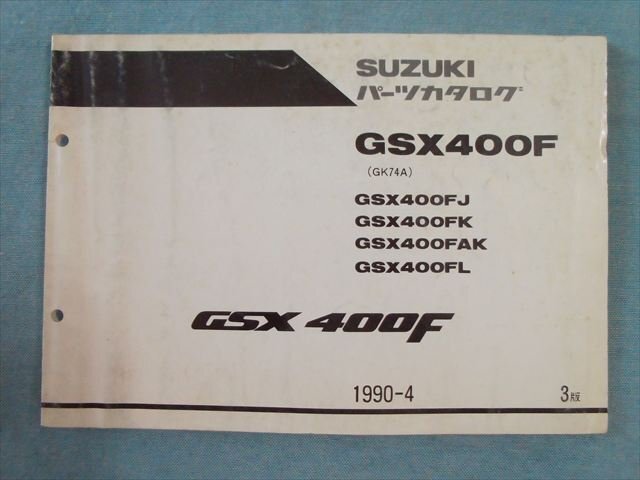 SUZUKI
パーツカタログ
GSX400F
(GK74A)
GSX400FJ
GSX400FK
GSX400FAK
GSX400FL
GSX 400F
1990-4
3版